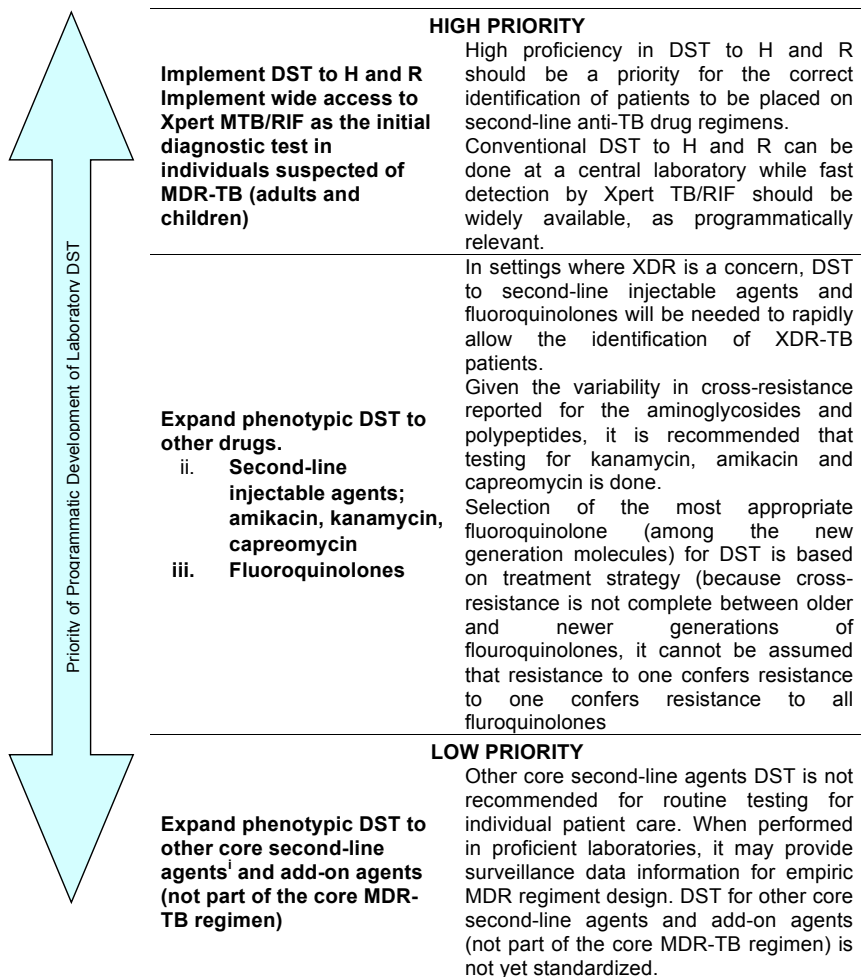 Priority of Programmatic Development of Laboratory DST
HIGH PRIORITY
Implement DST to H and R
Implement wide access to
Xpert MTB/RIF as the initial
diagnostic test in
individuals suspected of
MDR-TB (adults and
children)
High proficiency in DST to H and R
should be a priority for the correct
identification of patients to be placed on
second-line anti-TB drug regimens.
Conventional DST to H and R can be
done at a central laboratory while fast
detection by Xpert TB/RIF should be
widely available, as programmatically
relevant.
Expand phenotypic DST to
other drugs.
ii. Second-line
injectable agents;
amikacin, kanamycin,
capreomycin
iii. Fluoroquinolones
In settings where XDR is a concern, DST
to second-line injectable agents and
fluoroquinolones will be needed to rapidly
allow the identification of XDR-TB
patients.
Given the variability in cross-resistance
reported for the aminoglycosides and
polypeptides, it is recommended that
testing for kanamycin, amikacin and
capreomycin is done.
Selection of the most appropriate
fluoroquinolone (among the new
generation molecules) for DST is based
on treatment strategy (because cross-
resistance is not complete between older
and newer generations of
flouroquinolones, it cannot be assumed
that resistance to one confers resistance
to one confers resistance to all
fluroquinolones
LOW PRIORITY
Expand phenotypic DST to
other core second-line
agentsⁱ and add-on agents
(not part of the core MDR-
TB regimen)
Other core second-line agents DST is not
recommended for routine testing for
individual patient care. When performed
in proficient laboratories, it may provide
surveillance data information for empiric
MDR regiment design. DST for other core
second-line agents and add-on agents
(not part of the core MDR-TB regimen) is
not yet standardized.